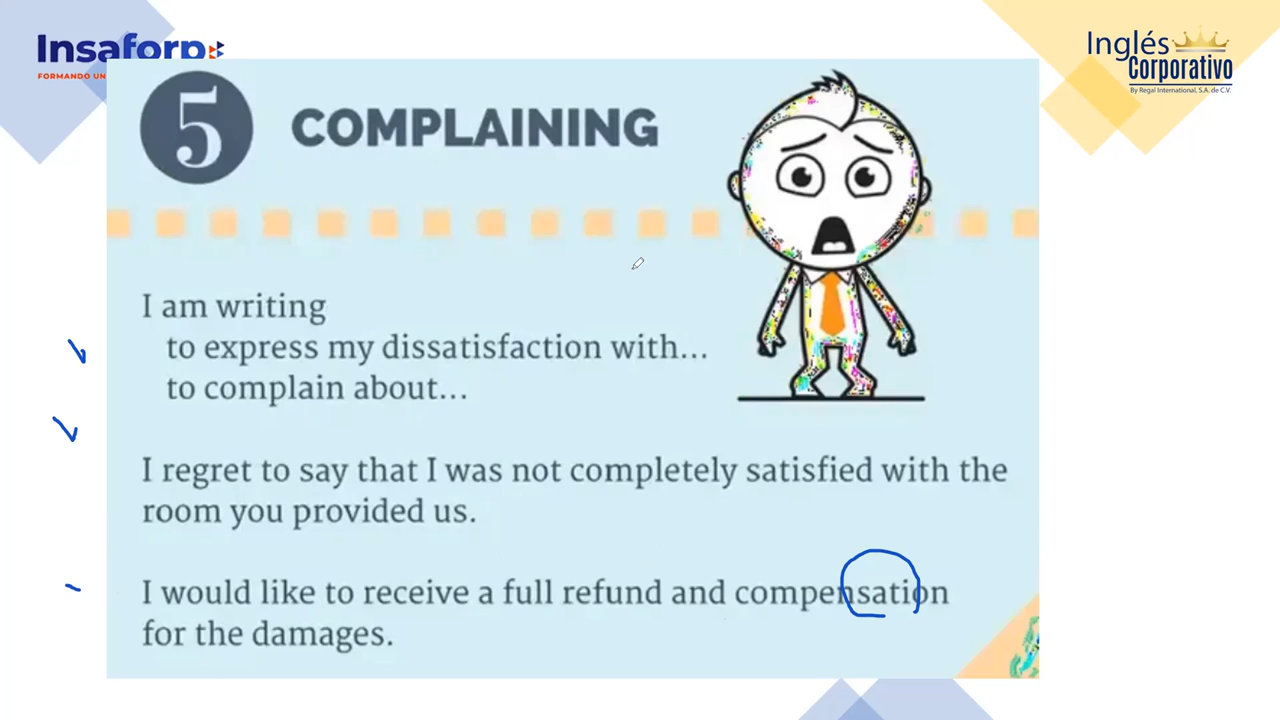 Insaforp
FORMANDO UN
Inglés
Corporativo
By Regal International, S.A. de C.V.
5 COMPLAINING
I am writing
to express my dissatisfaction with...
to complain about...
I regret to say that I was not completely satisfied with the
room you provided us.
I would like to receive a full refund and compensation
for the damages.